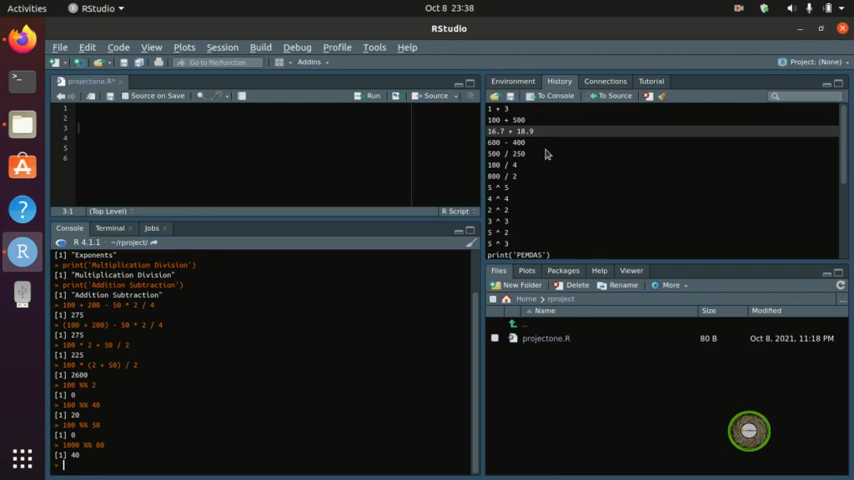 Activities RStudio Oct 8 23:38
RStudio
File Edit Code View Plots Session Build Debug Profile Tools Help
Go to file/function Addins Project: (None)
projectone.R*
Source on Save Run Source
1
2
3
4
5
6
3:1 (Top Level) R Script
Console Terminal Jobs
R 4.1.1 · ~/rproject/
[1] "Exponents"
> print('Multiplication Division')
[1] "Multiplication Division"
> print('Addition Subtraction')
[1] "Addition Subtraction"
> 100 + 200 - 50 * 2 / 4
[1] 275
> (100 + 200) - 50 * 2 / 4
[1] 275
> 100 * 2 + 50 / 2
[1] 225
> 100 * (2 + 50) / 2
[1] 2600
> 100 %% 2
[1] 0
> 100 %% 40
[1] 20
> 100 %% 50
[1] 0
> 1000 %% 80
[1] 40
>
Environment History Connections Tutorial
To Console To Source
1 + 3
100 + 500
16.7 + 18.9
600 - 400
500 / 250
100 / 4
800 / 2
5 ^ 5
4 ^ 4
2 ^ 2
3 ^ 3
5 ^ 2
5 ^ 3
print('PEMDAS')
Files Plots Packages Help Viewer
New Folder Delete Rename More
Home rproject
Name Size Modified
..
projectone.R 80 B Oct 8, 2021, 11:18 PM